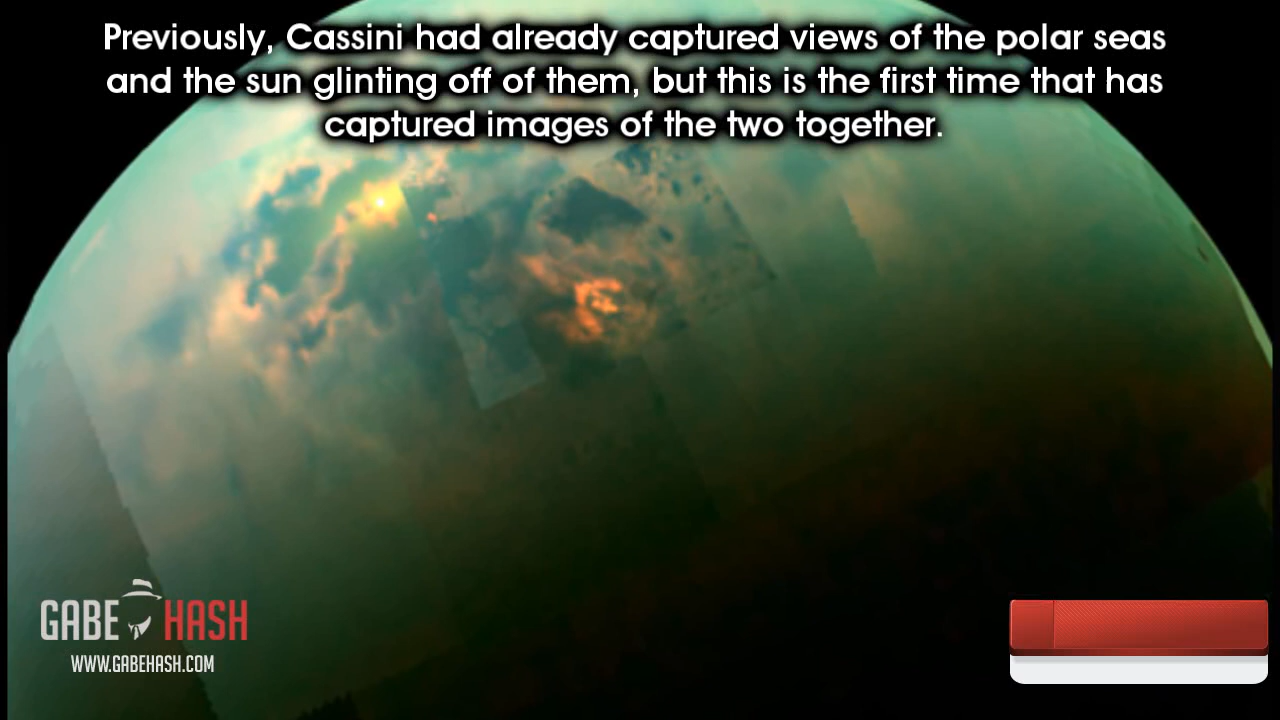 Previously, Cassini had already captured views of the polar seas
and the sun glinting off of them, but this is the first time that has
captured images of the two together.
GABE HASH
WWW.GABEHASH.COM